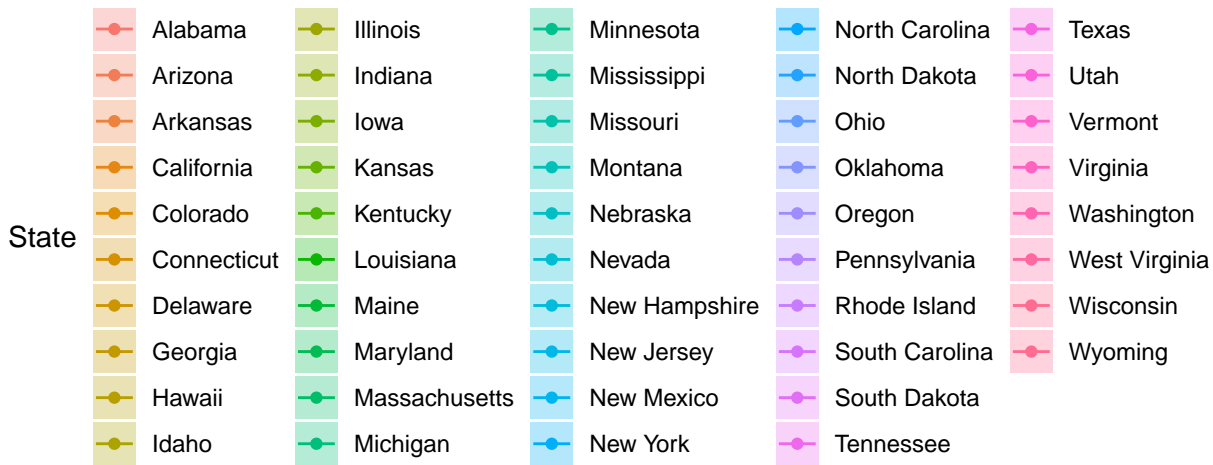 State
Alabama
Arizona
Arkansas
California
Colorado
Connecticut
Delaware
Georgia
Hawaii
Idaho
Illinois
Indiana
Iowa
Kansas
Kentucky
Louisiana
Maine
Maryland
Massachusetts
Michigan
Minnesota
Mississippi
Missouri
Montana
Nebraska
Nevada
New Hampshire
New Jersey
New Mexico
New York
North Carolina
North Dakota
Ohio
Oklahoma
Oregon
Pennsylvania
Rhode Island
South Carolina
South Dakota
Tennessee
Texas
Utah
Vermont
Virginia
Washington
West Virginia
Wisconsin
Wyoming